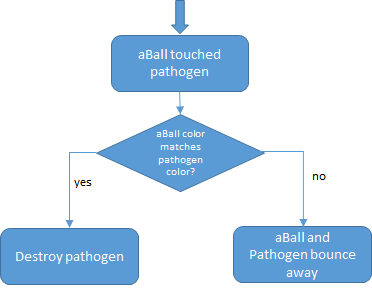 aBall touched
pathogen
aBall color
matches
pathogen
color?
yes
no
Destroy pathogen
aBall and
Pathogen bounce
away